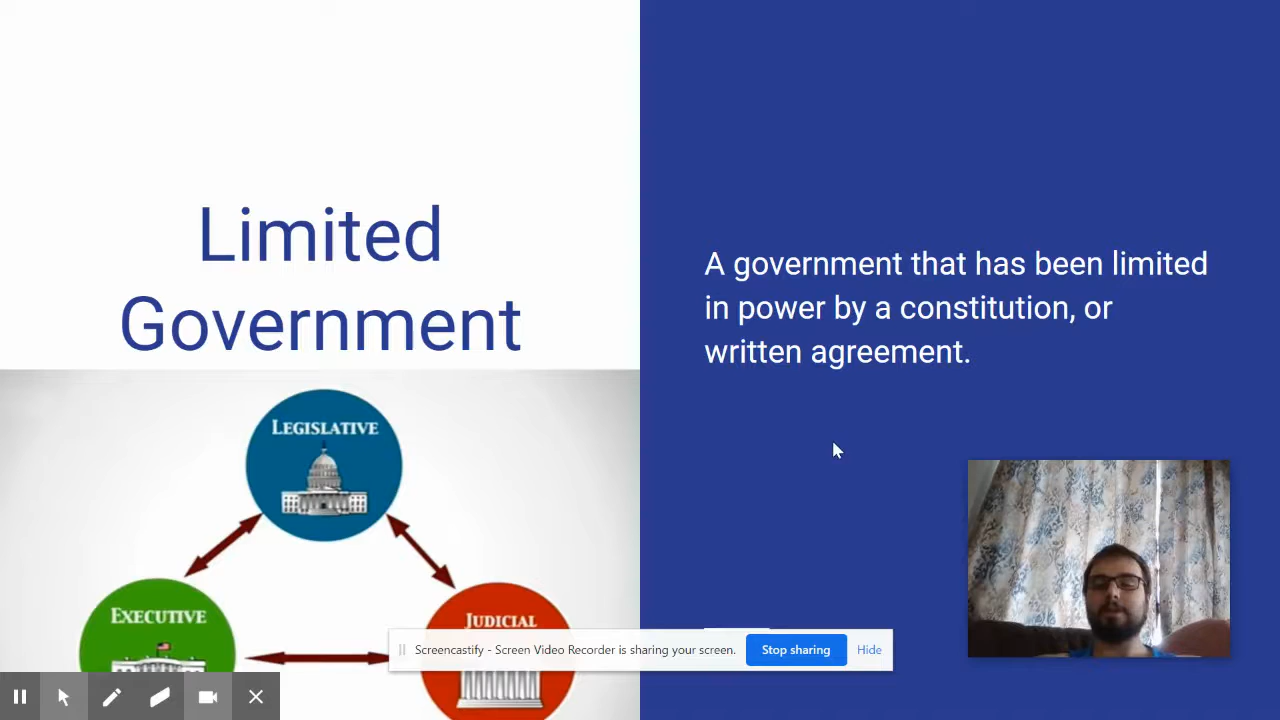 Limited
Government
A government that has been limited
in power by a constitution, or
written agreement.
LEGISLATIVE
EXECUTIVE
JUDICIAL
Screencastify - Screen Video Recorder is sharing your screen.
Stop sharing
Hide